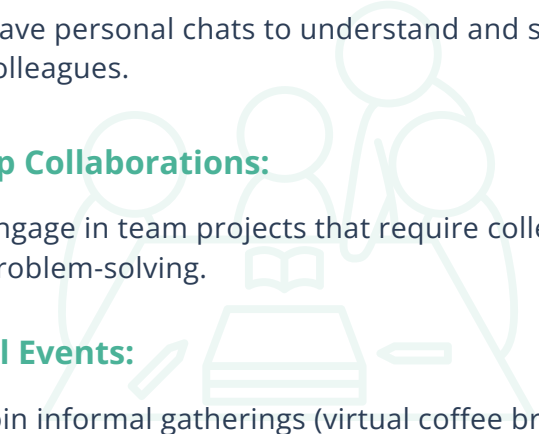 ave personal chats to understand and s
olleagues.
p Collaborations:
ngage in team projects that require colle
roblem-solving.
l Events:
oin informal gatherings (virtual coffee br